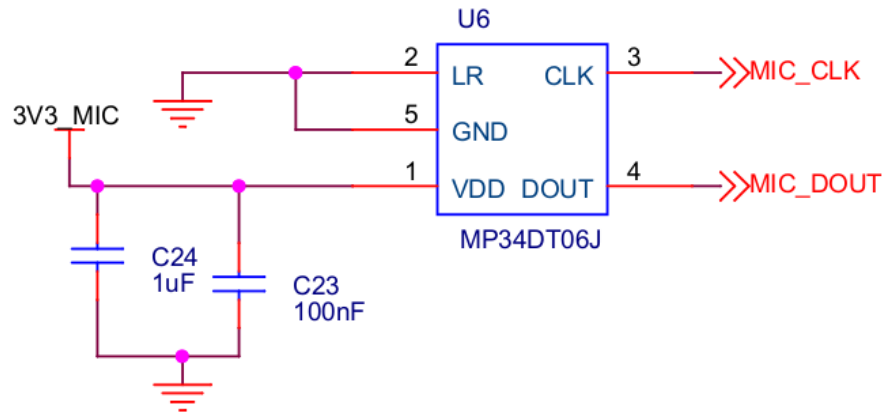 U6
2
LR
CLK
3
MIC_CLK
3V3_MIC
5
GND
1
VDD
DOUT
4
MIC_DOUT
MP34DT06J
C24
1uF
C23
100nF